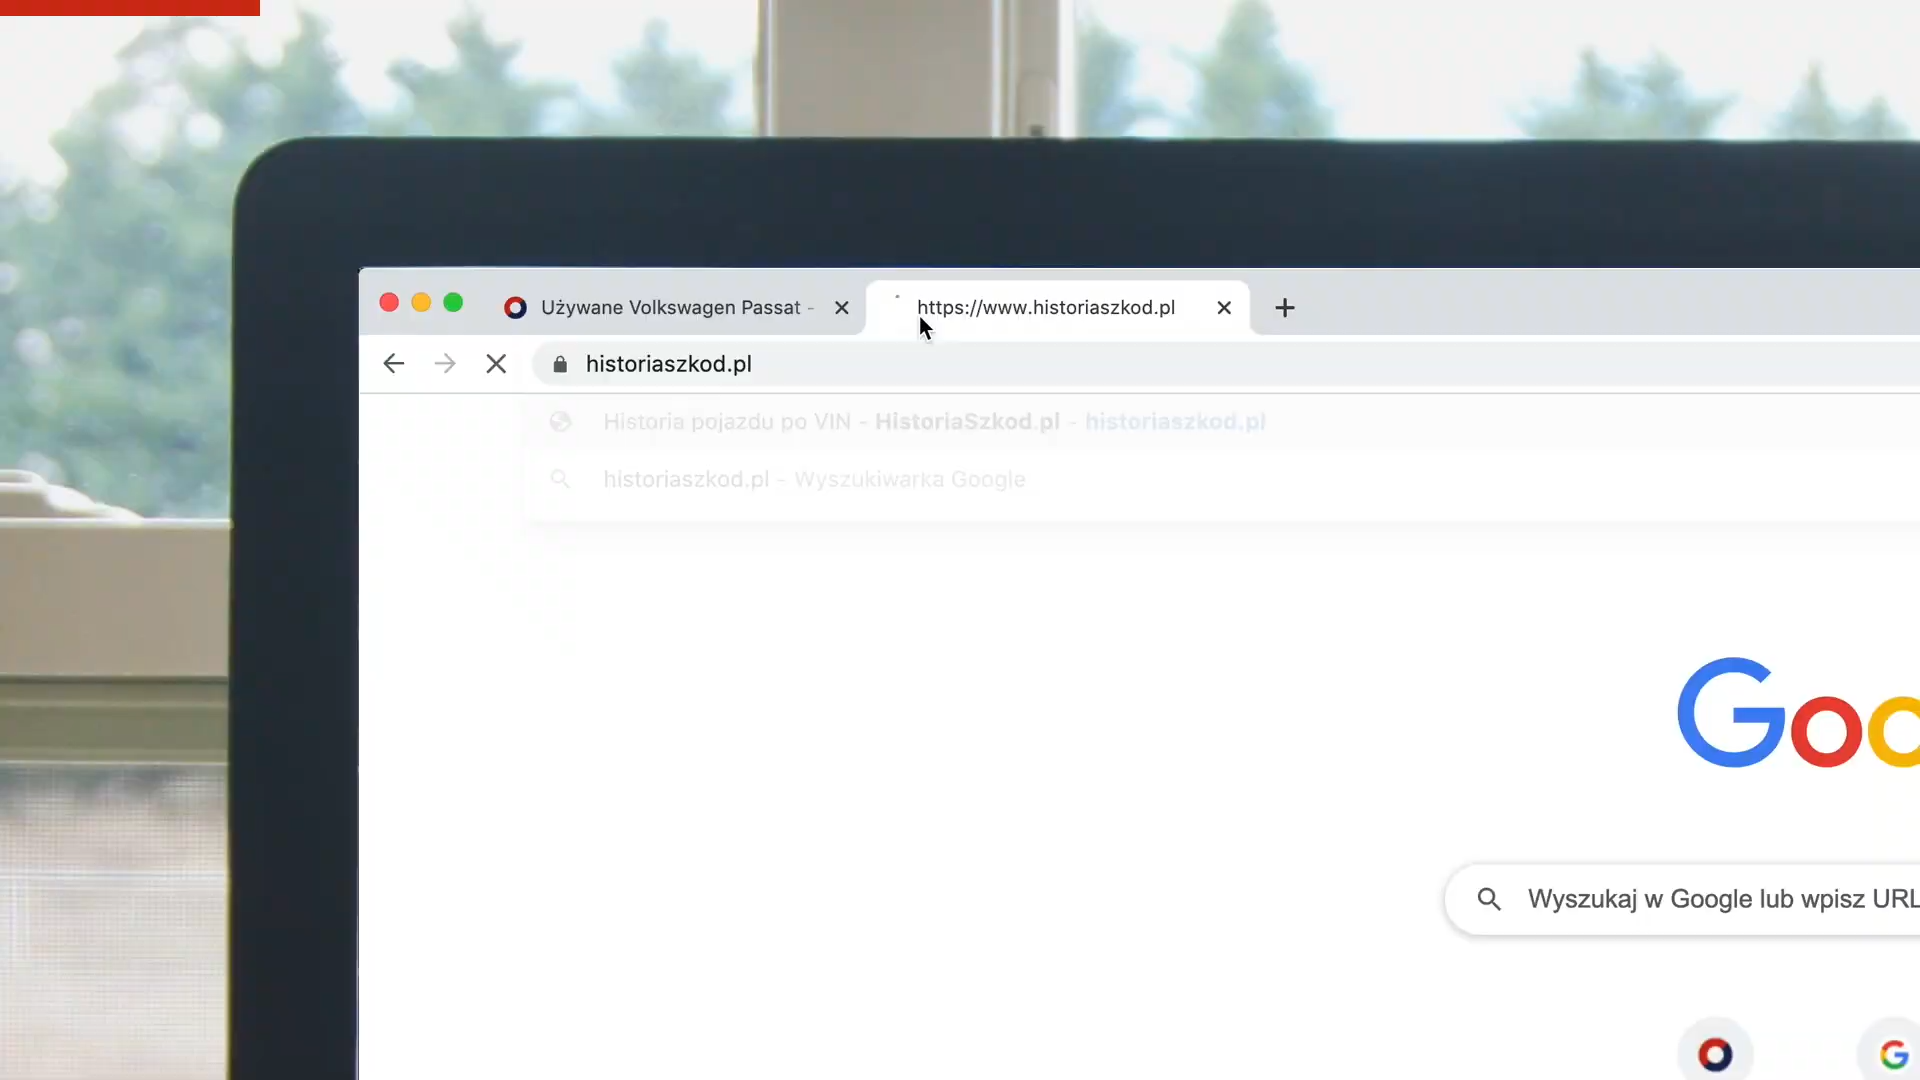 Używane Volkswagen Passat -
https://www.historiaszkod.pl
historiaszkod.pl
Historia pojazdu po VIN - HistoriaSzkod.pl - historiaszkod.pl
historiaszkod.pl - Wyszukiwarka Google
Goo
Wyszukaj w Google lub wpisz URL
G